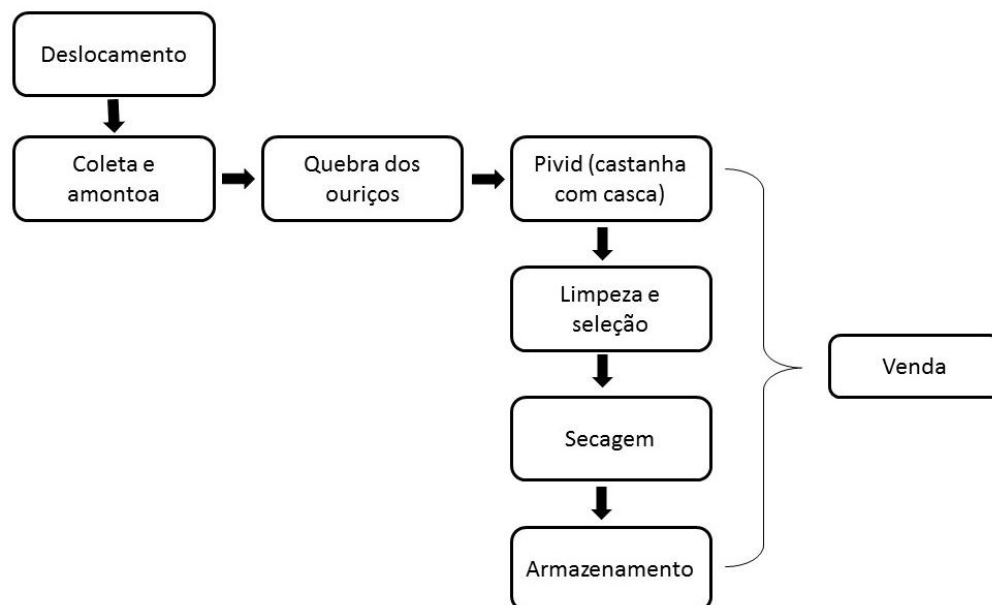 Deslocamento
Coleta e
amontoa
Quebra dos
ouriços
Pivid (castanha
com casca)
Limpeza e
seleção
Secagem
Armazenamento
Venda